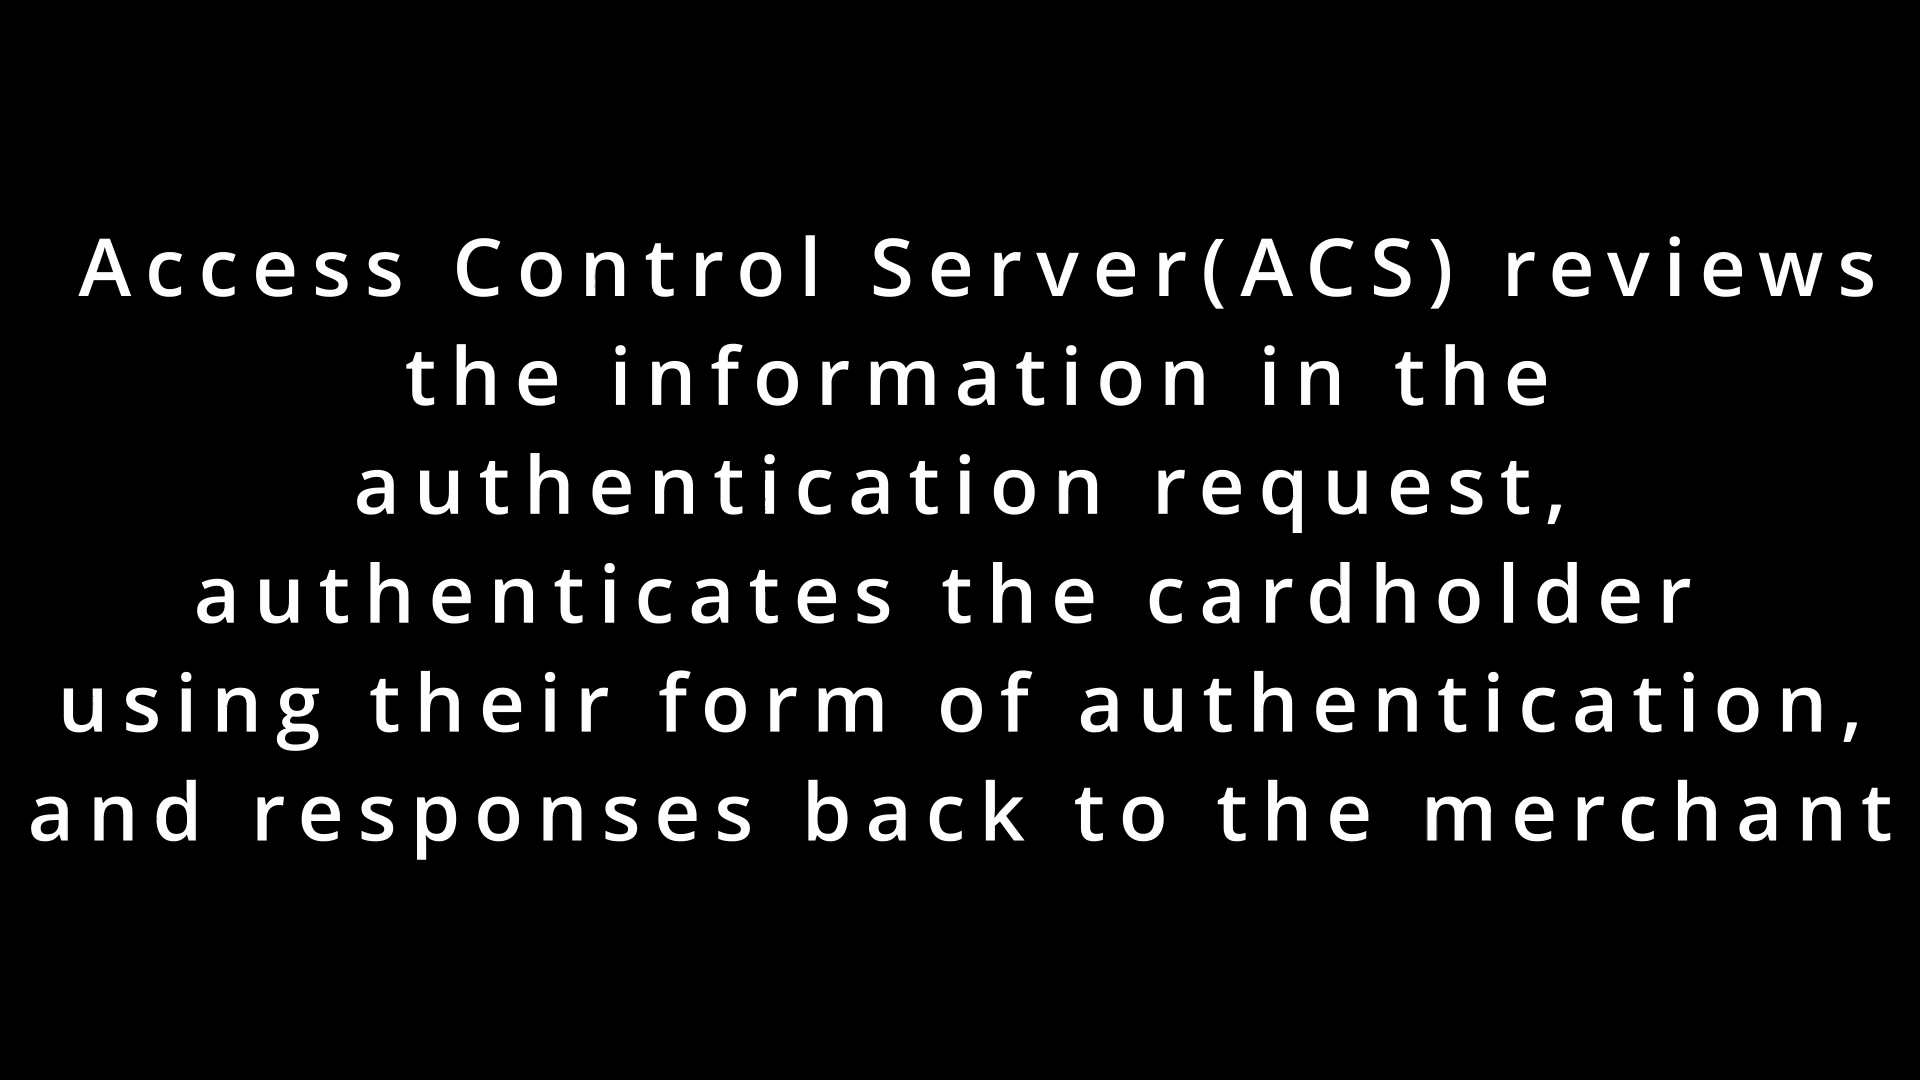 Access Control Server(ACS) reviews
the information in the
authentication request,
authenticates the cardholder
using their form of authentication,
and responses back to the merchant